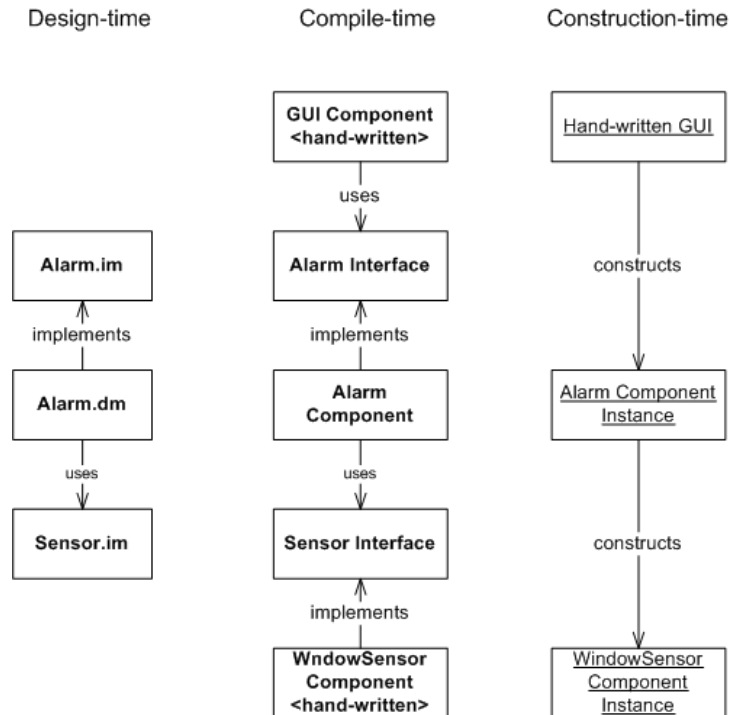 Design-time
Compile-time
Construction-time
GUI Component
<hand-written>
Hand-written GUI
uses
Alarm.im
Alarm Interface
constructs
implements
implements
Alarm.dm
Alarm
Component
Alarm Component
Instance
uses
uses
Sensor.im
Sensor Interface
constructs
implements
WndowSensor
Component
<hand-written>
WindowSensor
Component
Instance